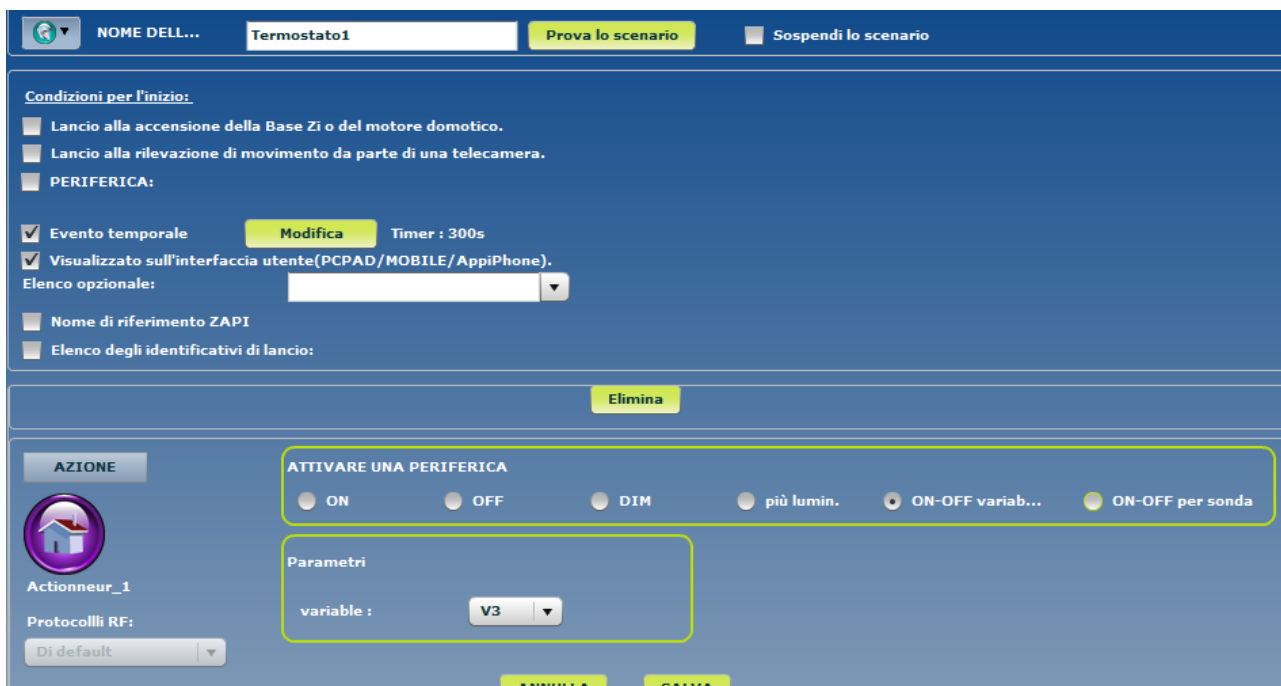 NOME DELL... Termostato1 Prova lo scenario Sospendi lo scenario
Condizioni per l'inizio:
Lancio alla accensione della Base Zi o del motore domotico.
Lancio alla rilevazione di movimento da parte di una telecamera.
PERIFERICA:
Evento temporale Modifica Timer : 300s
Visualizzato sull'interfaccia utente(PCPAD/MOBILE/AppiPhone).
Elenco opzionale:
Nome di riferimento ZAPI
Elenco degli identificativi di lancio:
Elimina
AZIONE
ATTIVARE UNA PERIFERICA
ON OFF DIM più lumin. ON-OFF variab... ON-OFF per sonda
Parametri
Actionneur_1
variable : V3
Protocollli RF:
Di default
ANNULLA SALVA